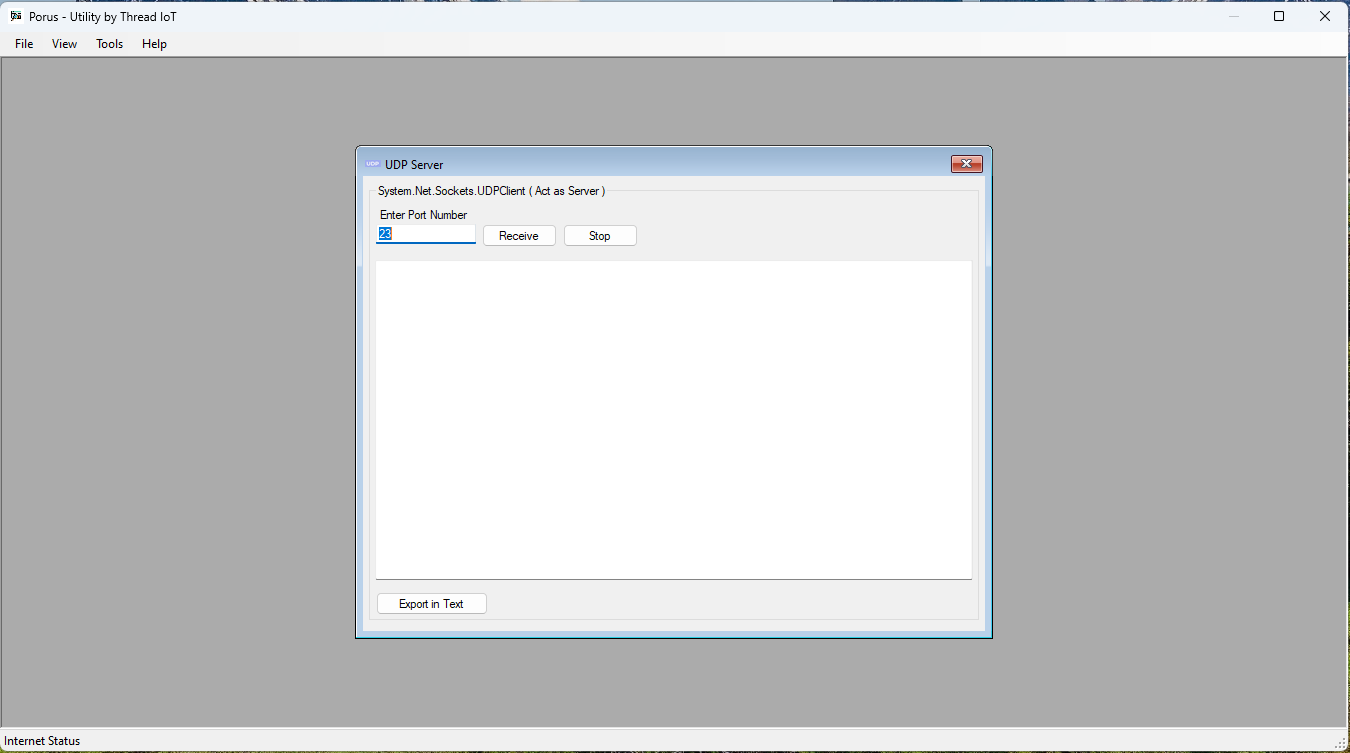 Porus - Utility by Thread IoT
File View Tools Help
UDP UDP Server
System.Net.Sockets.UDPClient ( Act as Server )
Enter Port Number
23 Receive Stop
Export in Text
Internet Status